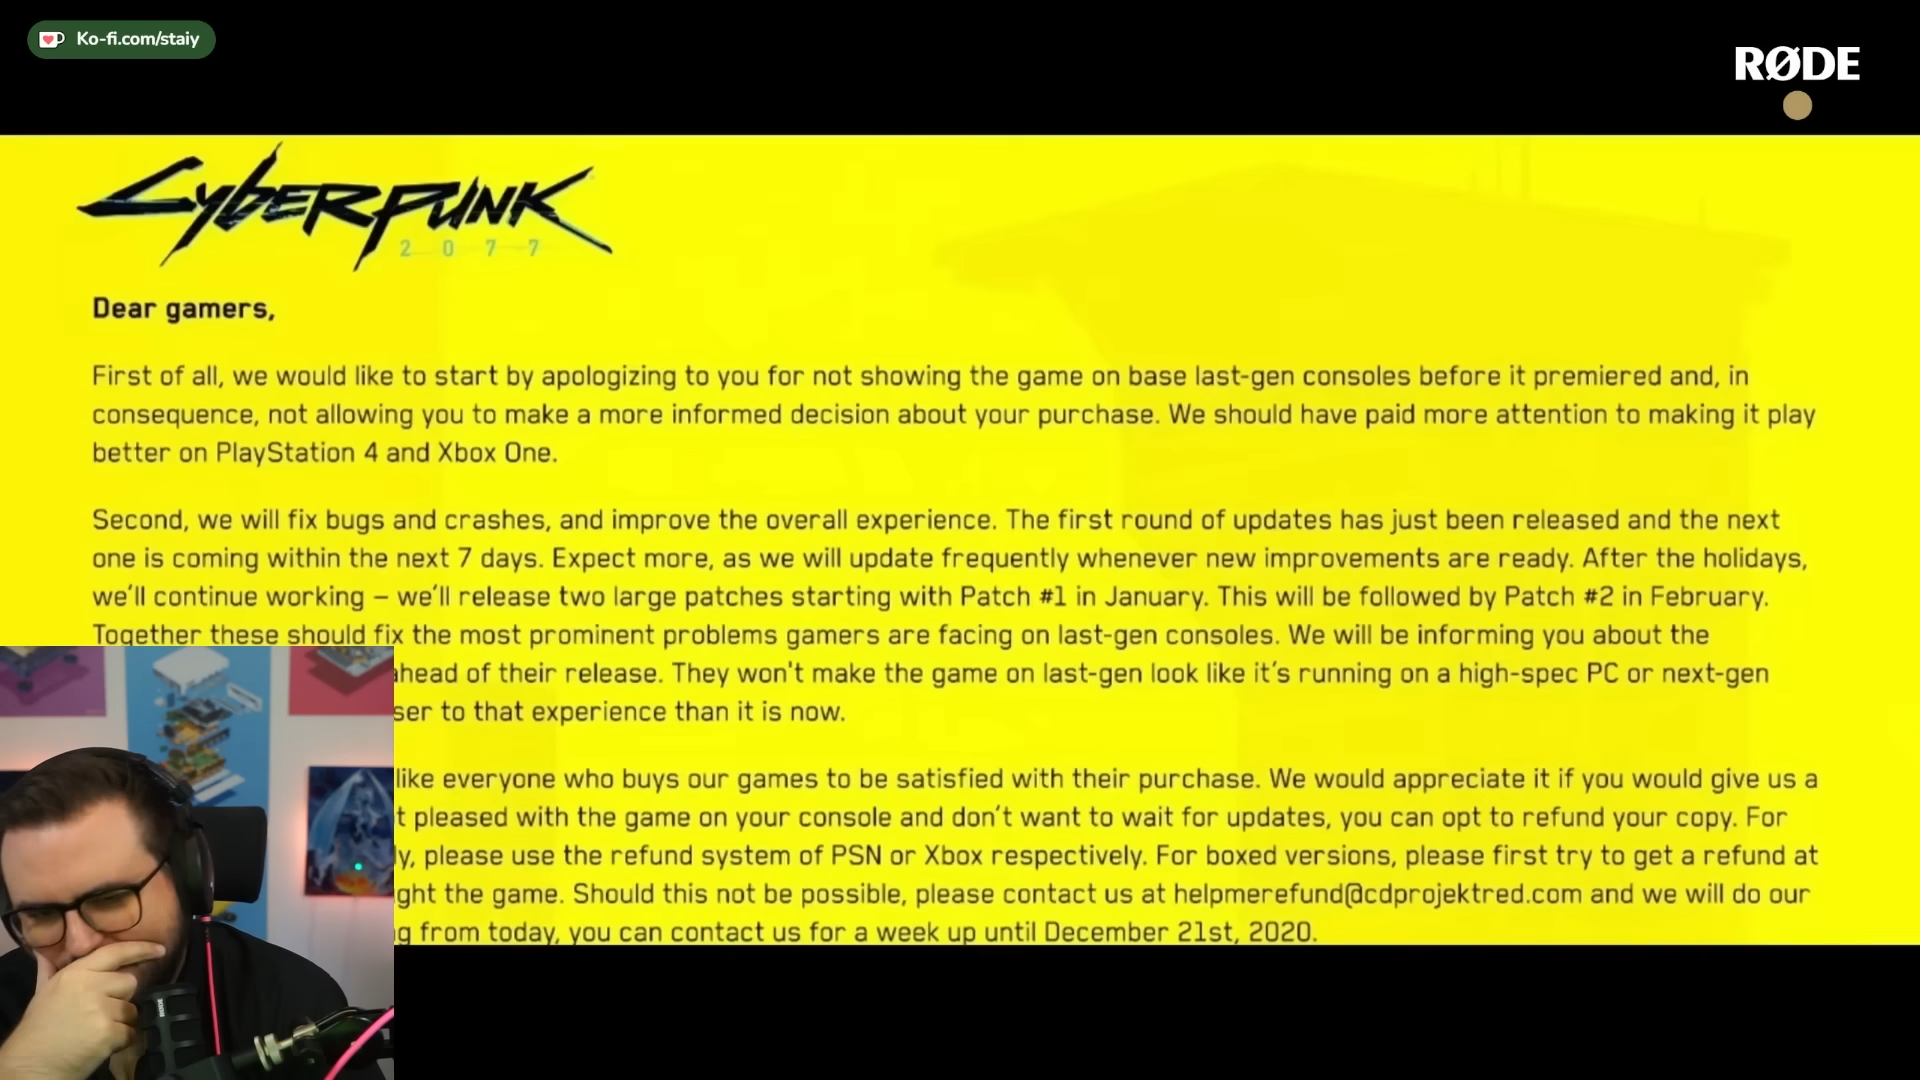 Ko-fi.com/staiy
RØDE
CYBERPUNK
2077
Dear gamers,
First of all, we would like to start by apologizing to you for not showing the game on base last-gen consoles before it premiered and, in
consequence, not allowing you to make a more informed decision about your purchase. We should have paid more attention to making it play
better on PlayStation 4 and Xbox One.
Second, we will fix bugs and crashes, and improve the overall experience. The first round of updates has just been released and the next
one is coming within the next 7 days. Expect more, as we will update frequently whenever new improvements are ready. After the holidays,
we'll continue working – we'll release two large patches starting with Patch #1 in January. This will be followed by Patch #2 in February.
Together these should fix the most prominent problems gamers are facing on last-gen consoles. We will be informing you about the
ahead of their release. They won't make the game on last-gen look like it's running on a high-spec PC or next-gen
ser to that experience than it is now.
like everyone who buys our games to be satisfied with their purchase. We would appreciate it if you would give us a
t pleased with the game on your console and don't want to wait for updates, you can opt to refund your copy. For
ly, please use the refund system of PSN or Xbox respectively. For boxed versions, please first try to get a refund at
ght the game. Should this not be possible, please contact us at helpmerefund@cdprojektred.com and we will do our
g from today, you can contact us for a week up until December 21st, 2020.